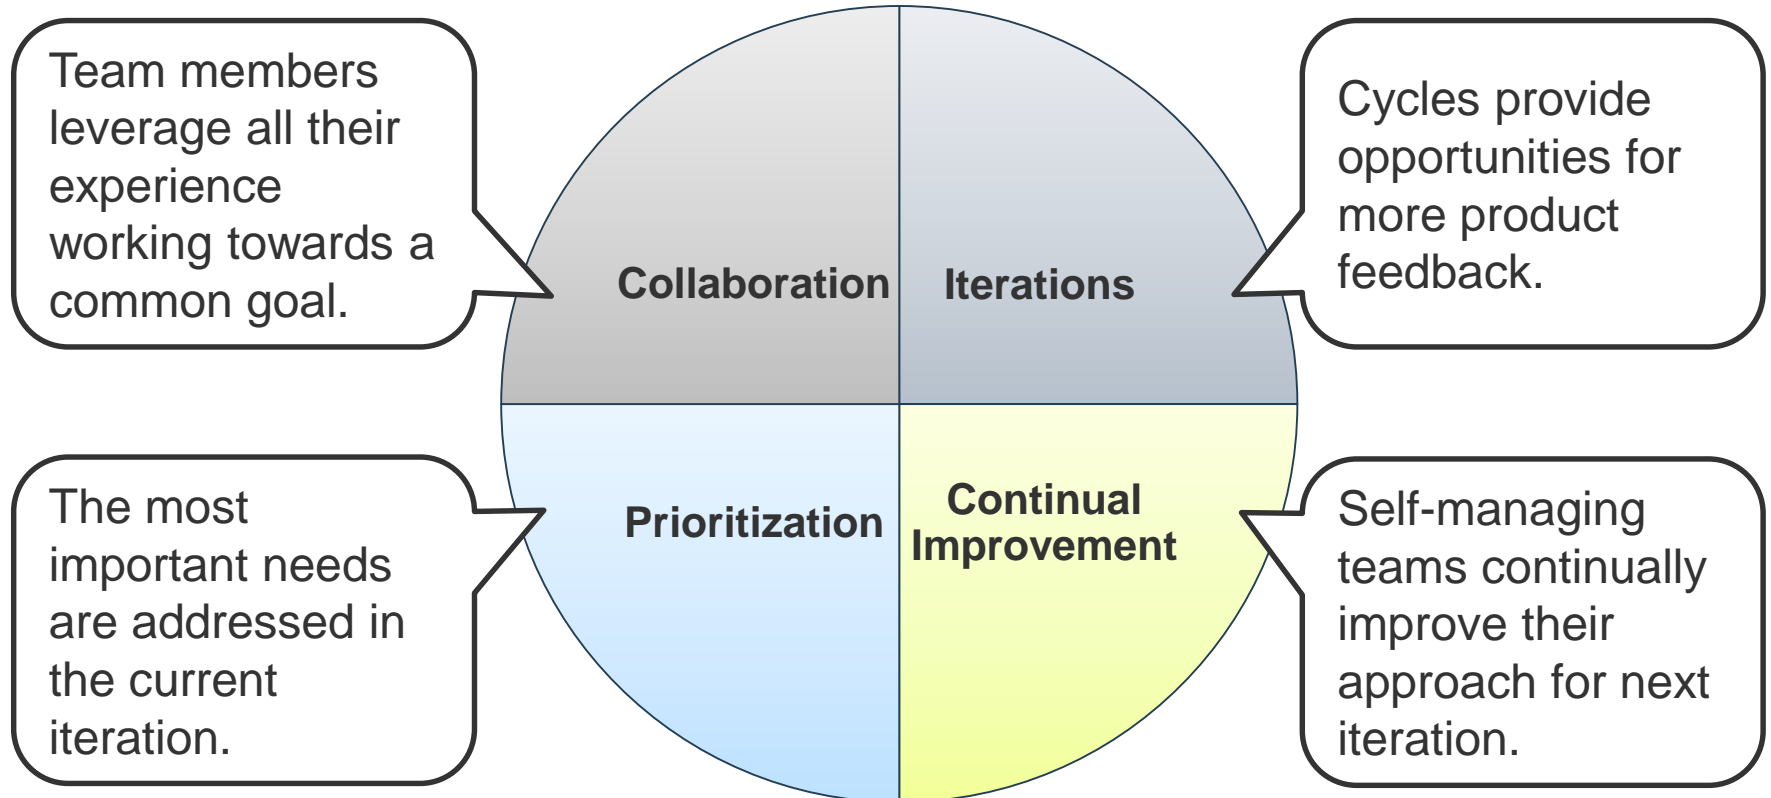 Team members
leverage all their
experience
working towards a
common goal.
Collaboration
Iterations
Cycles provide
opportunities for
more product
feedback.
The most
important needs
are addressed in
the current
iteration.
Prioritization
Continual
Improvement
Self-managing
teams continually
improve their
approach for next
iteration.